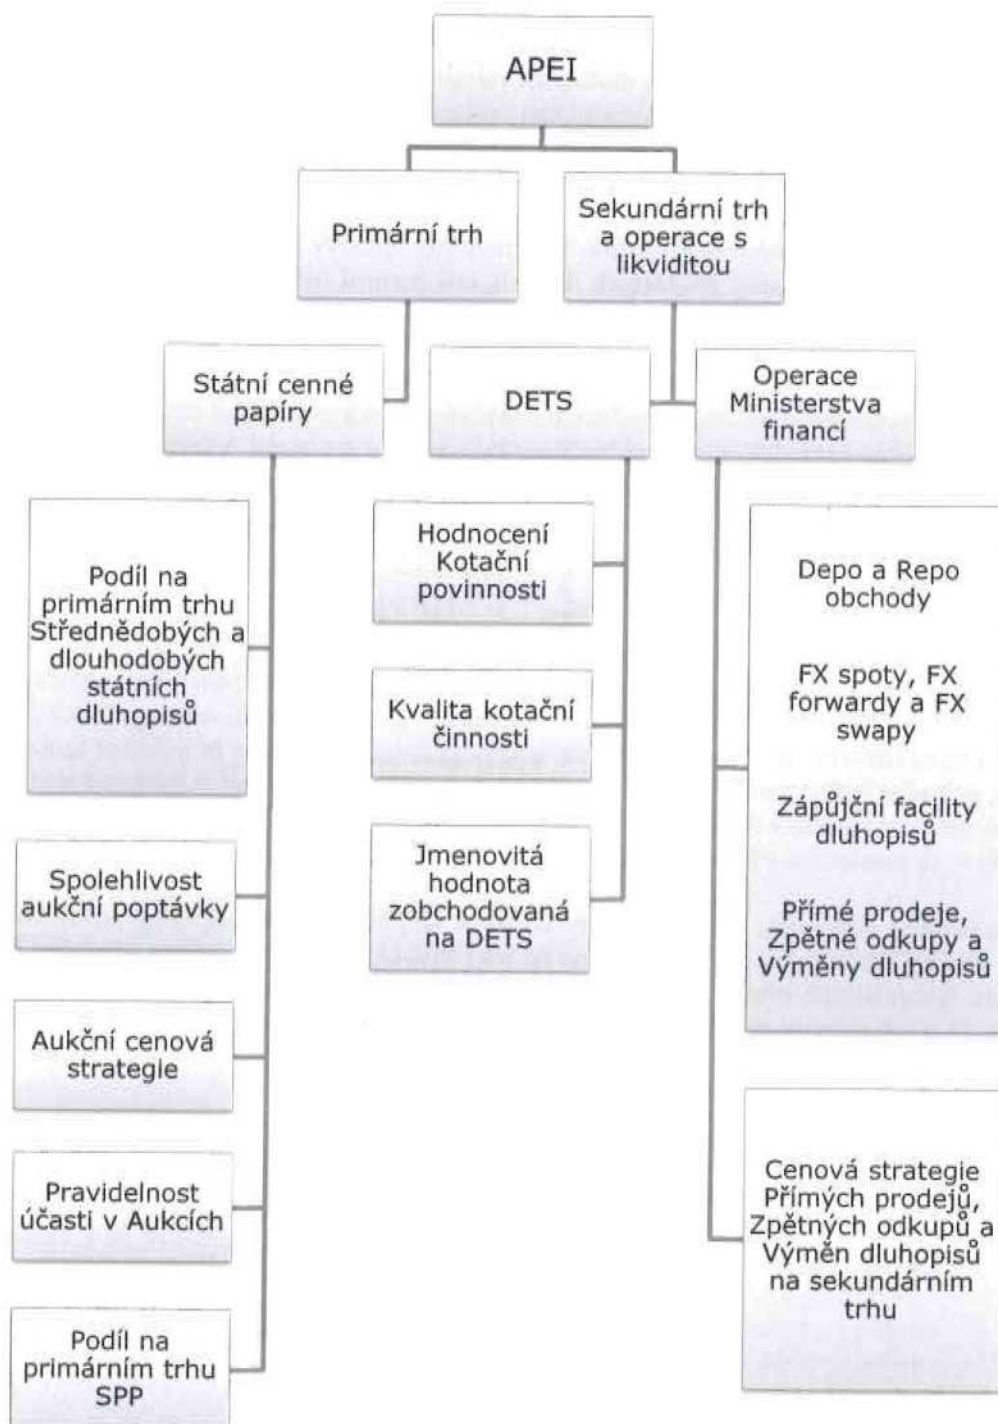 APEI
Primární trh
Sekundární trh
a operace s
likviditou
Státní cenné
papíry
DETS
Operace
Ministerstva
financí
Podíl na
primárním trhu
Střednědobých a
dlouhodobých
státních
dluhopisů
Spolehlivost
aukční poptávky
Aukční cenová
strategie
Pravidelnost
účasti v Aukcích
Podíl na
primárním trhu
SPP
Hodnocení
Kotační
povinnosti
Kvalita kotační
činnosti
Jmenovitá
hodnota
zobchodovaná
na DETS
Depo a Repo
obchody
FX spoty, FX
forwardy a FX
swapy
Zápůjční facility
dluhopisů
Přímé prodeje,
Zpětné odkupy a
Výměny dluhopisů
Cenová strategie
Přímých prodejů,
Zpětných odkupů a
Výměn dluhopisů
na sekundárním
trhu